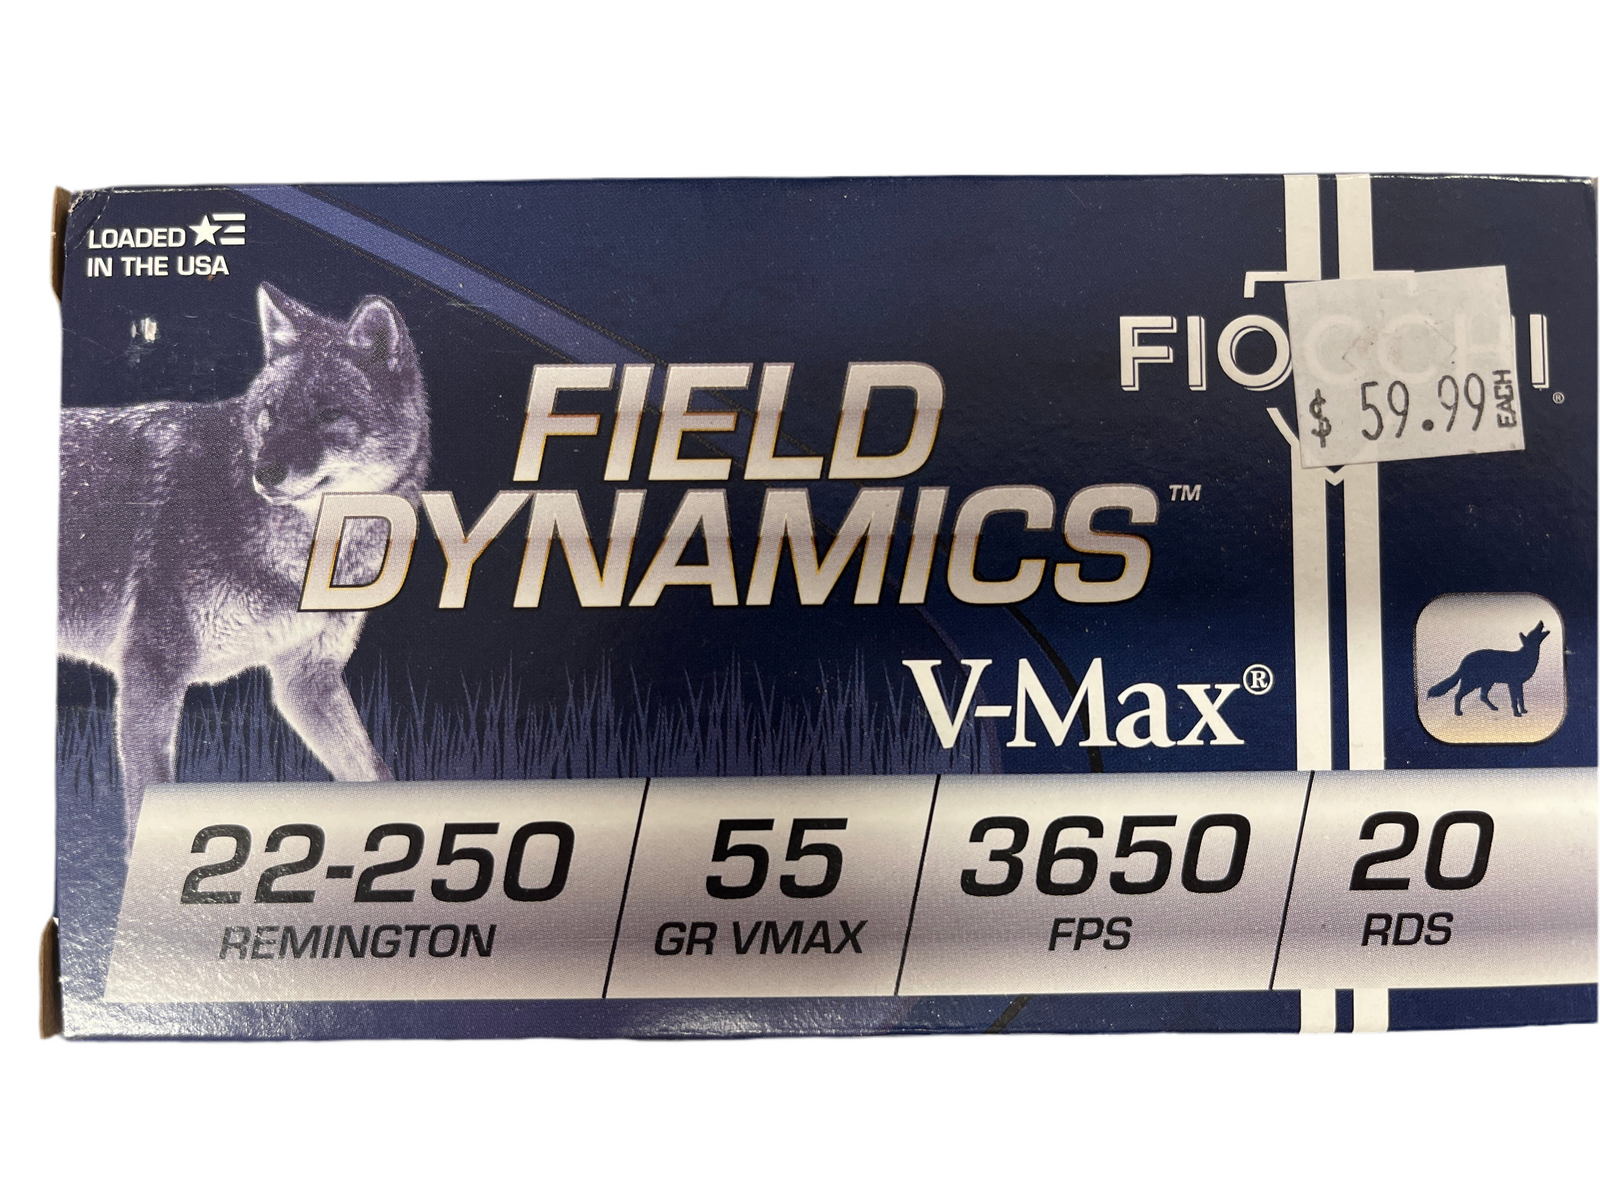 LOADED
IN THE USA
FIOCCHI®
$ 59.99 EACH
FIELD
DYNAMICS™
V-Max®
22-250 55 3650 20
REMINGTON GR VMAX FPS RDS